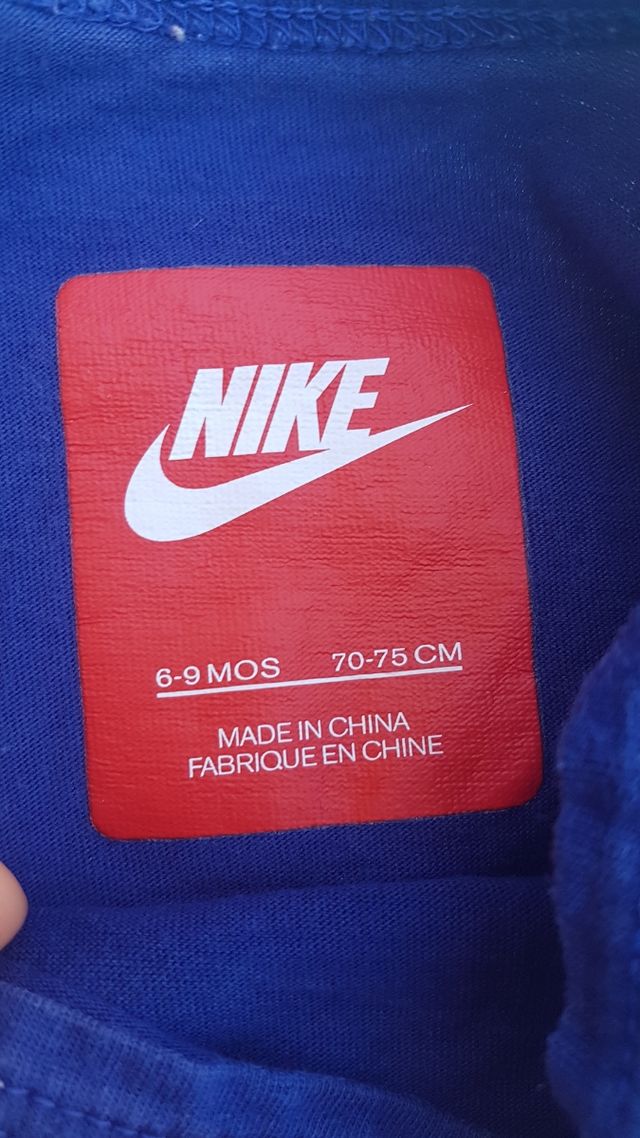 NIKE
6-9 MOS 70-75 CM
MADE IN CHINA
FABRIQUE EN CHINE